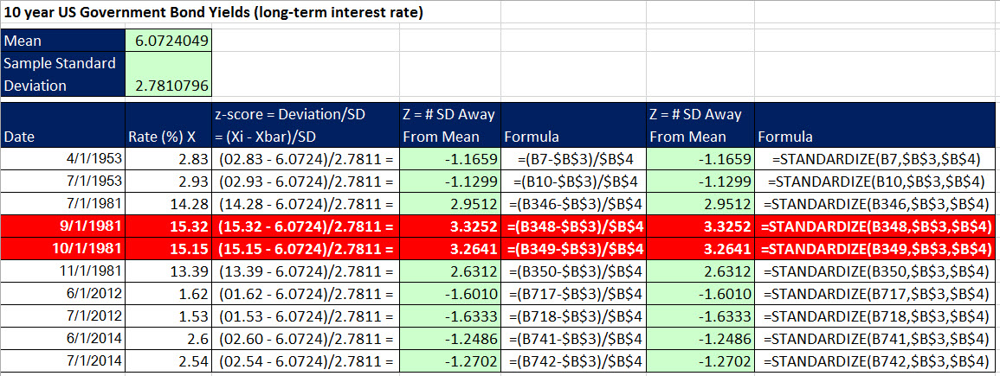 10 year US Government Bond Yields (long-term interest rate)
Mean 6.0724049
Sample Standard
Deviation 2.7810796
z-score = Deviation/SD Z = # SD Away Z = # SD Away
Date Rate (%) X = (Xi - Xbar)/SD From Mean Formula From Mean Formula
4/1/1953 2.83 (02.83 - 6.0724)/2.7811 = -1.1659 =(B7-$B$3)/$B$4 -1.1659 =STANDARDIZE(B7,$B$3,$B$4)
7/1/1953 2.93 (02.93 - 6.0724)/2.7811 = -1.1299 =(B10-$B$3)/$B$4 -1.1299 =STANDARDIZE(B10,$B$3,$B$4)
7/1/1981 14.28 (14.28 - 6.0724)/2.7811 = 2.9512 =(B346-$B$3)/$B$4 2.9512 =STANDARDIZE(B346,$B$3,$B$4)
9/1/1981 15.32 (15.32 - 6.0724)/2.7811 = 3.3252 =(B348-$B$3)/$B$4 3.3252 =STANDARDIZE(B348,$B$3,$B$4)
10/1/1981 15.15 (15.15 - 6.0724)/2.7811 = 3.2641 =(B349-$B$3)/$B$4 3.2641 =STANDARDIZE(B349,$B$3,$B$4)
11/1/1981 13.39 (13.39 - 6.0724)/2.7811 = 2.6312 =(B350-$B$3)/$B$4 2.6312 =STANDARDIZE(B350,$B$3,$B$4)
6/1/2012 1.62 (01.62 - 6.0724)/2.7811 = -1.6010 =(B717-$B$3)/$B$4 -1.6010 =STANDARDIZE(B717,$B$3,$B$4)
7/1/2012 1.53 (01.53 - 6.0724)/2.7811 = -1.6333 =(B718-$B$3)/$B$4 -1.6333 =STANDARDIZE(B718,$B$3,$B$4)
6/1/2014 2.6 (02.60 - 6.0724)/2.7811 = -1.2486 =(B741-$B$3)/$B$4 -1.2486 =STANDARDIZE(B741,$B$3,$B$4)
7/1/2014 2.54 (02.54 - 6.0724)/2.7811 = -1.2702 =(B742-$B$3)/$B$4 -1.2702 =STANDARDIZE(B742,$B$3,$B$4)